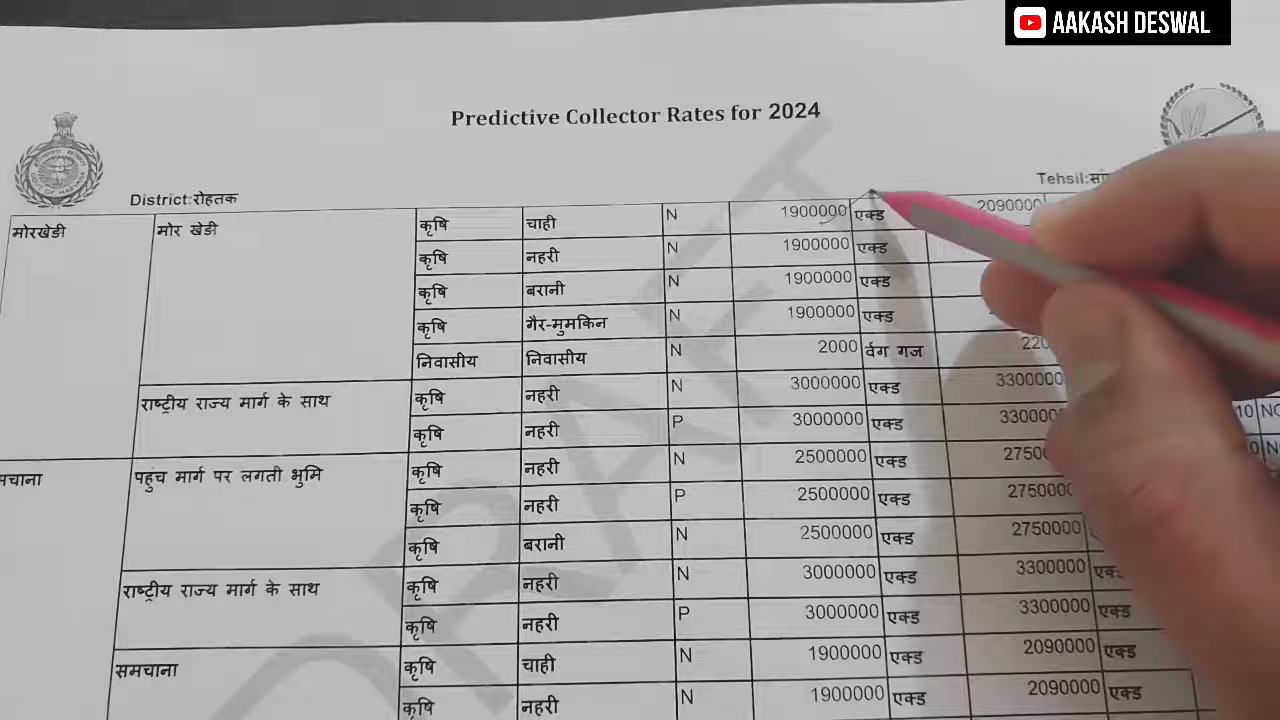 AAKASH DESWAL
Predictive Collector Rates for 2024
District:रोहतक Tehsil:
मोरखेडी मोर खेडी कृषि चाही N 1900000 एक्ड 2090000
कृषि नहरी N 1900000 एक्ड
कृषि बरानी N 1900000 एक्ड
कृषि गैर-मुमकिन N 1900000 एक्ड
निवासीय निवासीय N 2000 र्वग गज
राष्ट्रीय राज्य मार्ग के साथ कृषि नहरी N 3000000 एक्ड 3300000
कृषि नहरी P 3000000 एक्ड 10
पहुंच मार्ग पर लगती भुमि कृषि नहरी N 2500000 एक्ड
कृषि नहरी P 2500000 एक्ड
कृषि बरानी N 2500000 एक्ड 2750000
राष्ट्रीय राज्य मार्ग के साथ कृषि नहरी N 3000000 एक्ड 3300000
कृषि नहरी P 3000000 एक्ड 3300000 एक्ड
समचाना कृषि चाही N 1900000 एक्ड 2090000 एक्ड
कृषि नहरी N 1900000 एक्ड 2090000 एक्ड
DRAFT